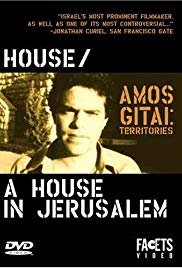 "ISRAEL'S MOST PROMINENT FILMMAKER,
AS WELL AS ONE OF ITS MOST CONTROVERSIAL..."
-JONATHAN CURIEL, SAN FRANCISCO GATE
HOUSE/
AMOS
GITAI:
TERRITORIES
A HOUSE
IN JERUSALEM
DVD
VIDEO
FACETS
VIDEO